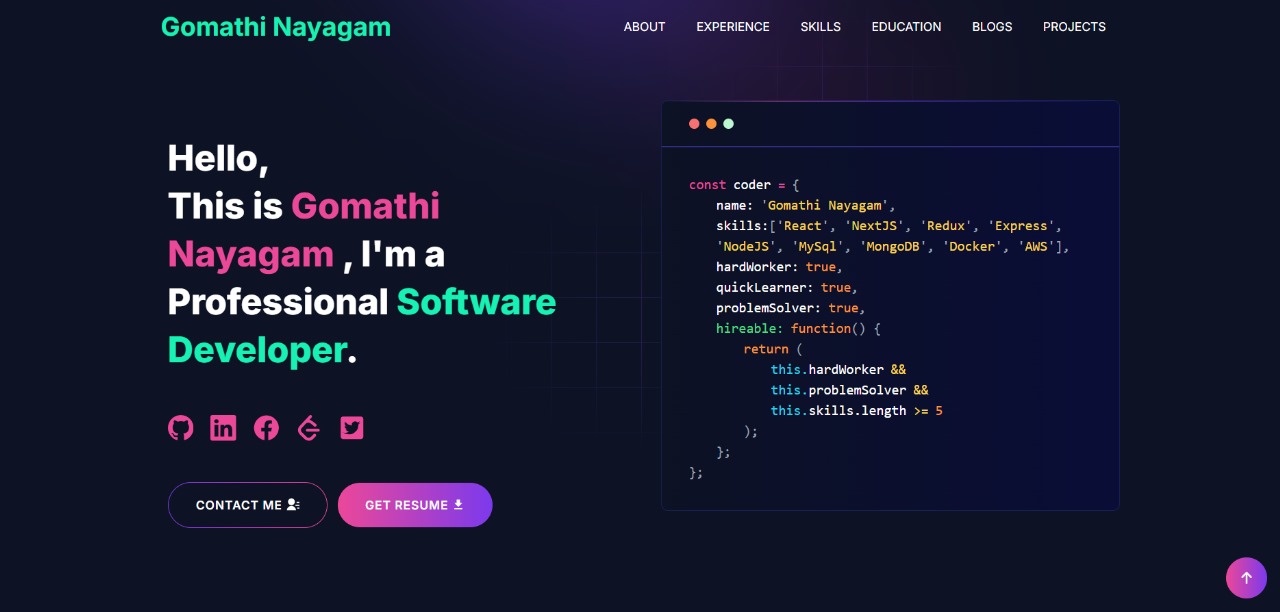 Gomathi Nayagam
ABOUT EXPERIENCE SKILLS EDUCATION BLOGS PROJECTS
Hello,
This is Gomathi
Nayagam , I'm a
Professional Software
Developer.
CONTACT ME
GET RESUME
const coder = {
name: 'Gomathi Nayagam',
skills:['React', 'NextJS', 'Redux', 'Express',
'NodeJS', 'MySql', 'MongoDB', 'Docker', 'AWS'],
hardWorker: true,
quickLearner: true,
problemSolver: true,
hireable: function() {
return (
this.hardWorker &&
this.problemSolver &&
this.skills.length >= 5
);
};
};